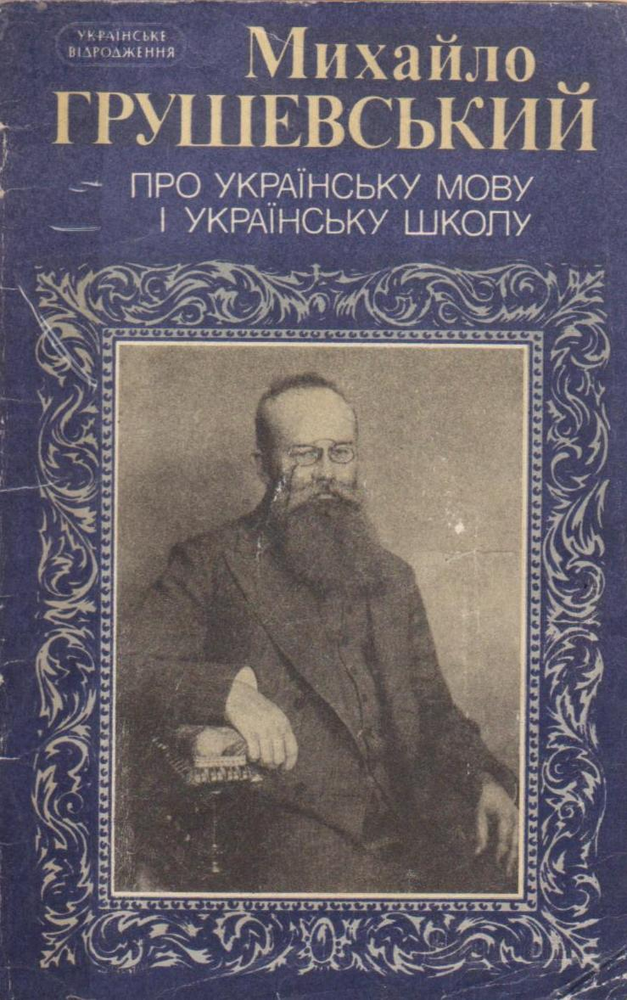 УКРАЇНСЬКЕ
ВІДРОДЖЕННЯ
Михайло
ГРУШЕВСЬКИЙ
ПРО УКРАЇНСЬКУ МОВУ
І УКРАЇНСЬКУ ШКОЛУ